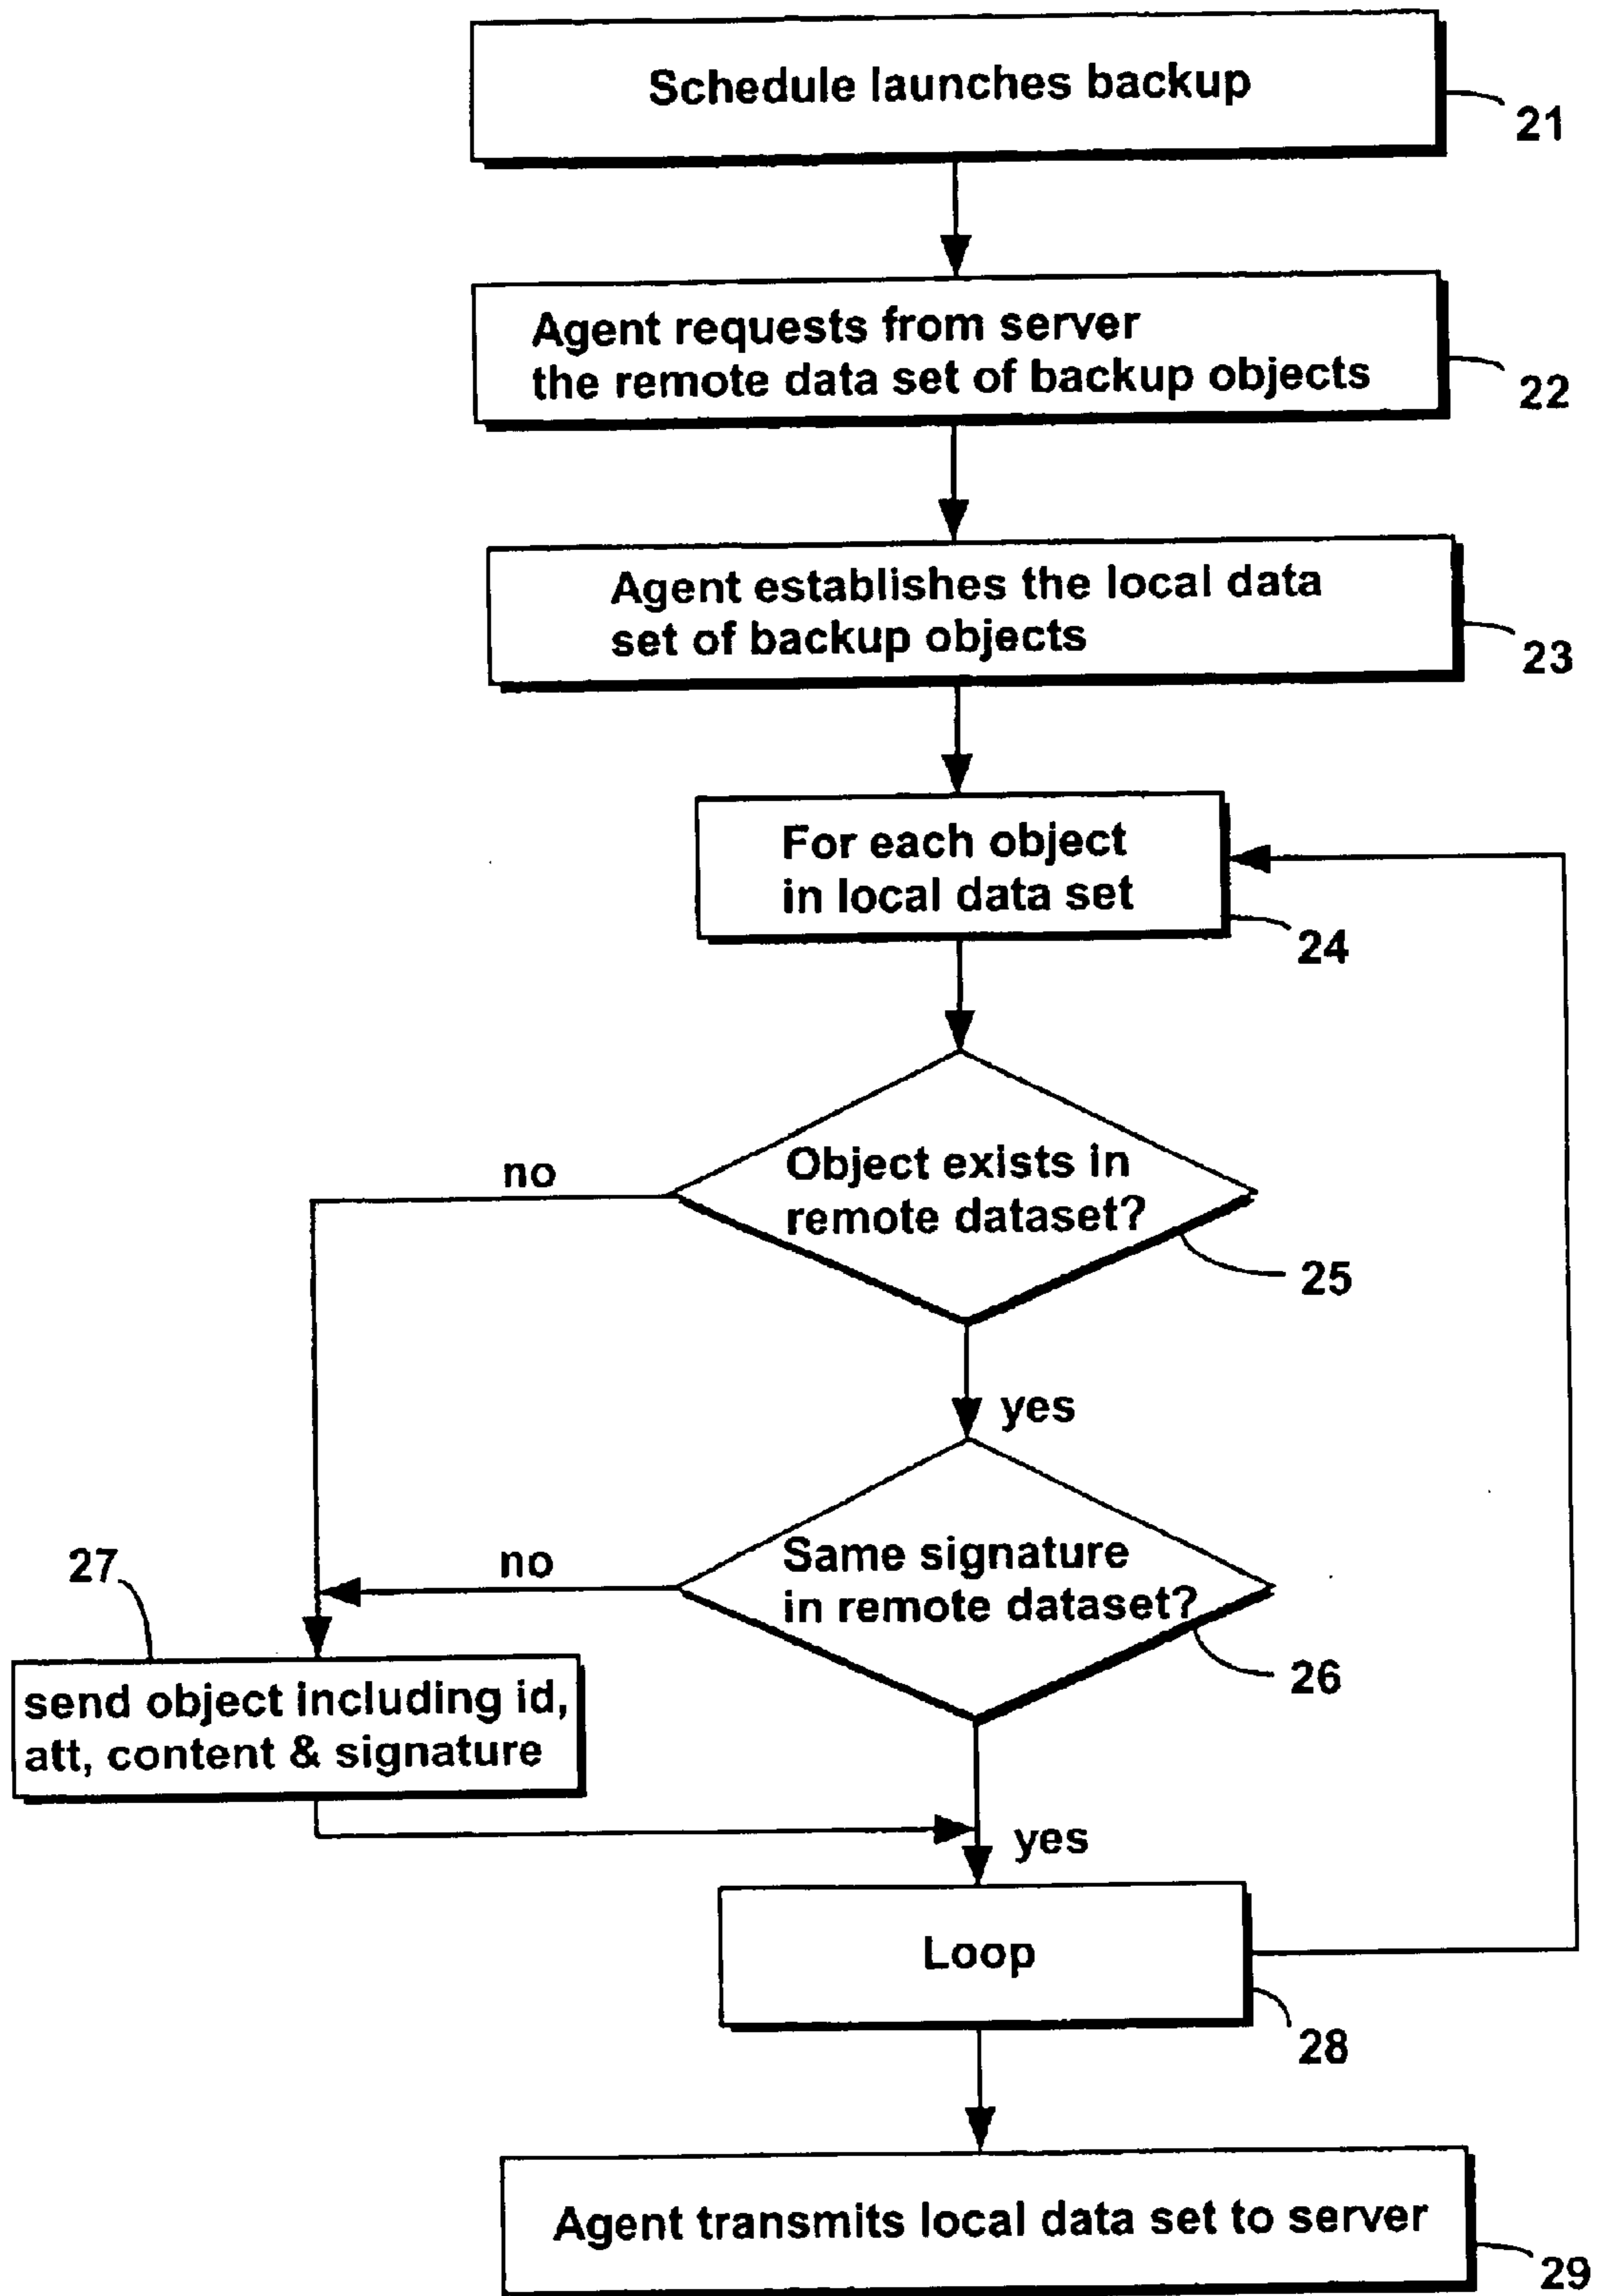 Schedule launches backup
21
Agent requests from server
the remote data set of backup objects
22
Agent establishes the local data
set of backup objects
23
For each object
in local data set
24
no
Object exists in
remote dataset?
25
yes
27
no
Same signature
in remote dataset?
26
send object including id,
att, content & signature
yes
Loop
28
Agent transmits local data set to server
29